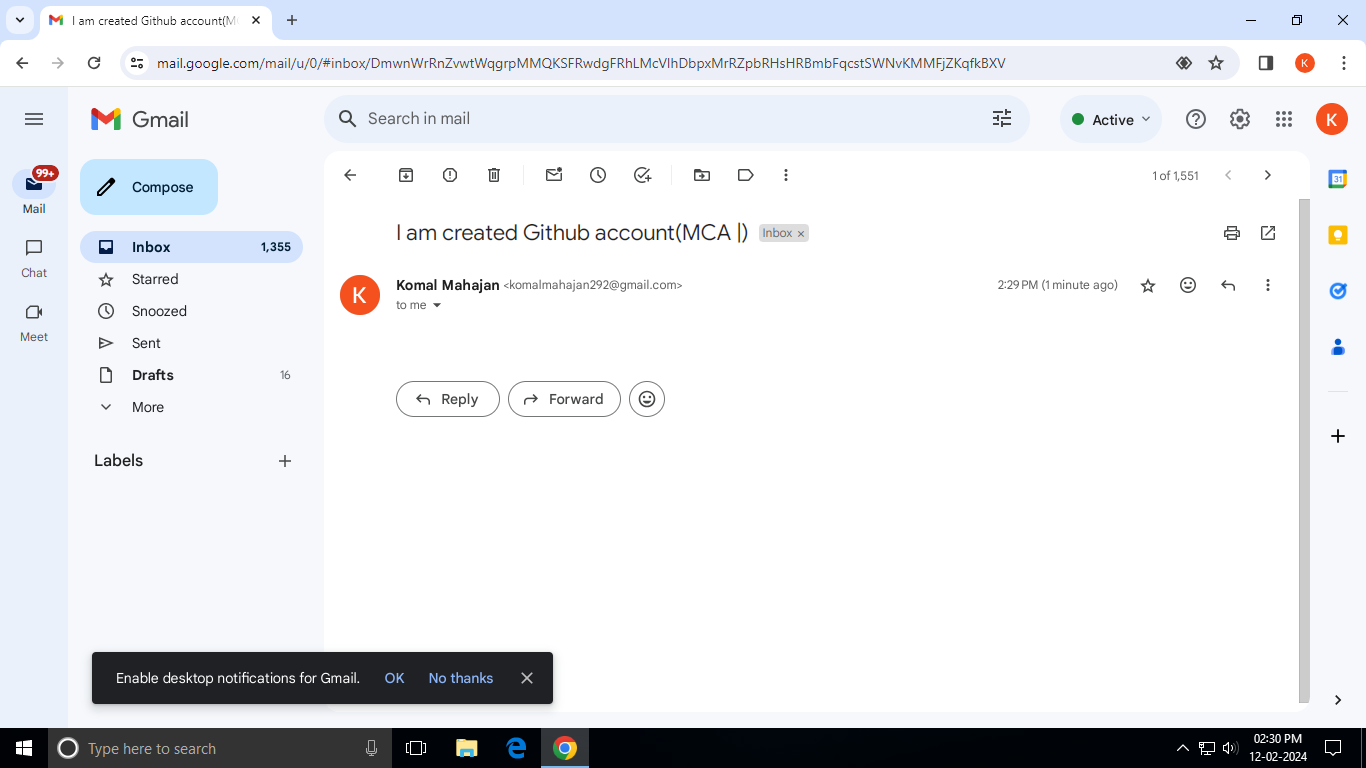 I am created Github account(MC
mail.google.com/mail/u/0/#inbox/DmwnWrRnZvwtWqgrpMMQKSFRwdgFRhLMcVlhDbpxMrRZpbRHsHRBmbFqcstSWNvKMMFjZKqfkBXV
K
Gmail
Search in mail
Active
K
99+
Mail
Chat
Meet
Compose
Inbox 1,355
Starred
Snoozed
Sent
Drafts 16
More
Labels
1 of 1,551
31
I am created Github account(MCA |) Inbox ×
K
Komal Mahajan <komalmahajan292@gmail.com> 2:29 PM (1 minute ago)
to me
Reply
Forward
Enable desktop notifications for Gmail. OK No thanks
Type here to search
02:30 PM
12-02-2024